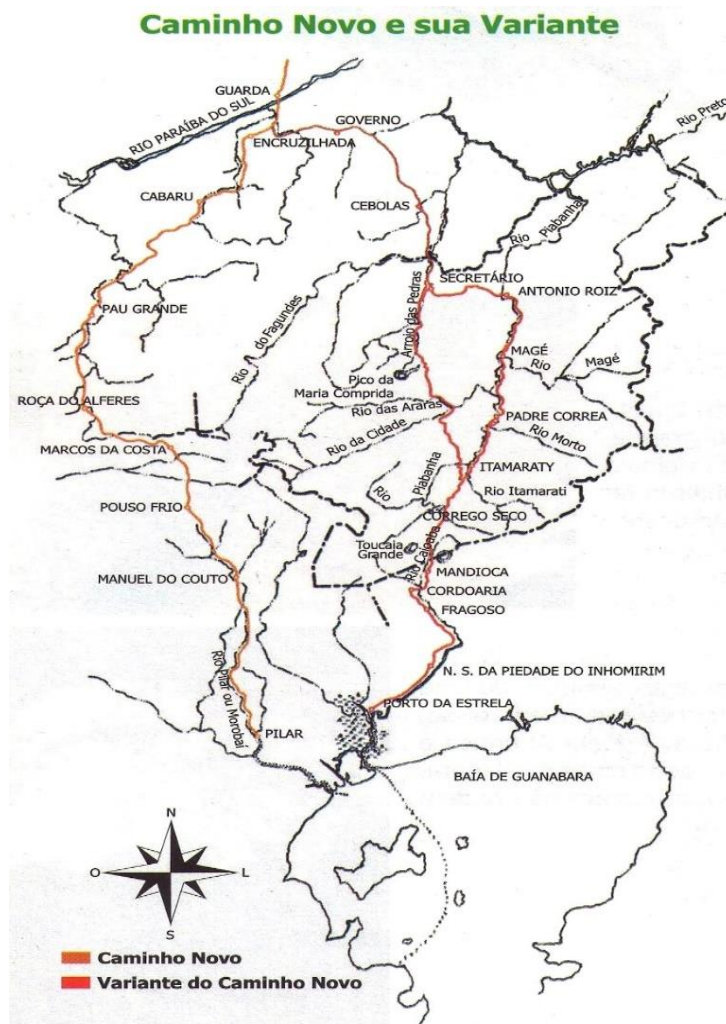 Caminho Novo e sua Variante
GUARDA
RIO PARAÍBA DO SUL
GOVERNO
ENCRUZILHADA
Rio Preto
CABARU
CEBOLAS
Rio Piabanha
SECRETÁRIO
ANTONIO ROIZ
Arroio das Pedras
PAU GRANDE
Rio do Fagundes
MAGÉ
Rio Magé
Pico da
Maria Comprida
ROÇA DO ALFERES
Rio das Araras
PADRE CORREA
Rio da Cidade
Rio Morto
MARCOS DA COSTA
ITAMARATY
Rio Piabanha
Rio Itamarati
POUSO FRIO
CÓRREGO SECO
Toucaia
Grande
Rio Caioaba
MANDIOCA
MANUEL DO COUTO
CORDOARIA
FRAGOSO
Rio Pilar ou Morobaí
N. S. DA PIEDADE DO INHOMIRIM
PORTO DA ESTRELA
PILAR
BAÍA DE GUANABARA
N
O
L
S
Caminho Novo
Variante do Caminho Novo